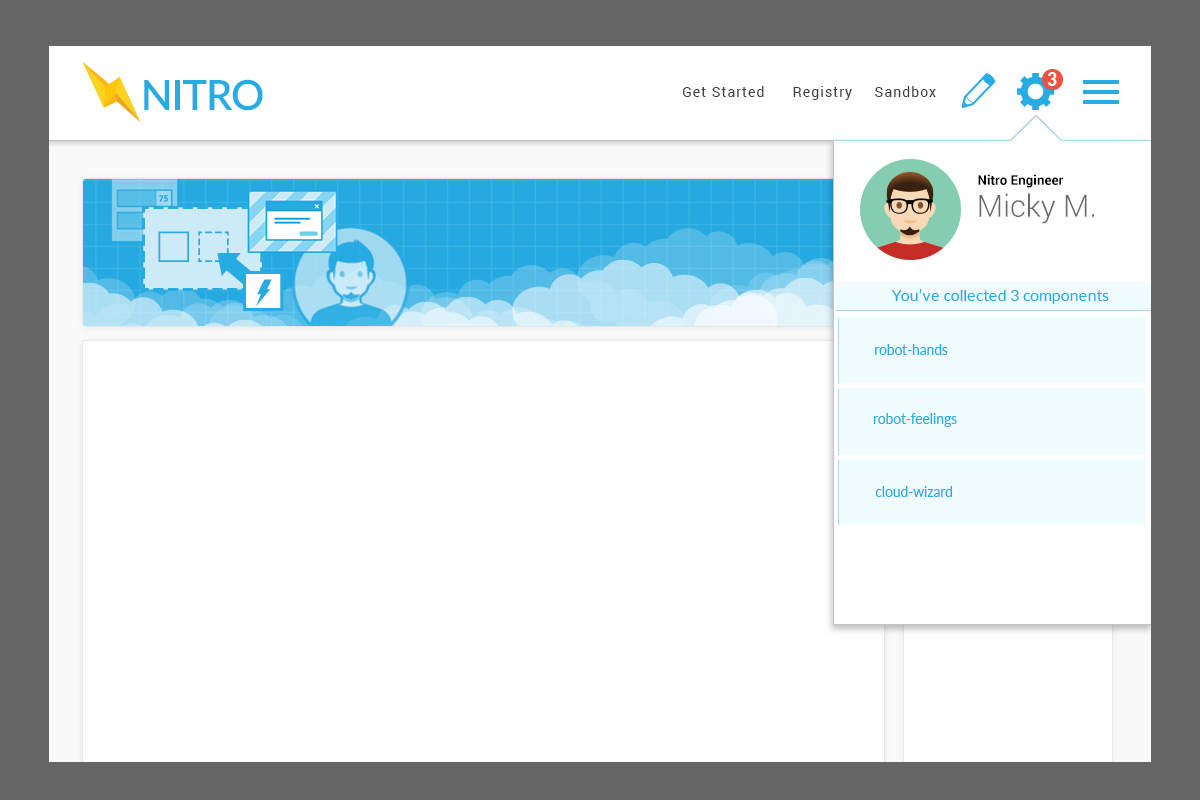 NITRO
Get Started Registry Sandbox
3
75
Nitro Engineer
Micky M.
You've collected 3 components
robot-hands
robot-feelings
cloud-wizard